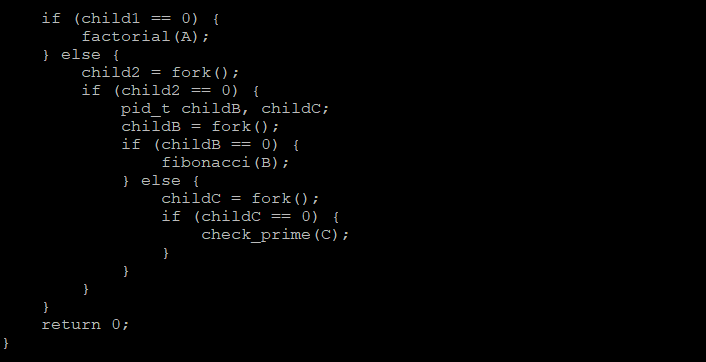 if (child1 == 0) {
        factorial(A);
    } else {
        child2 = fork();
        if (child2 == 0) {
            pid_t childB, childC;
            childB = fork();
            if (childB == 0) {
                fibonacci(B);
            } else {
                childC = fork();
                if (childC == 0) {
                    check_prime(C);
                }
            }
        }
    }
    return 0;
}